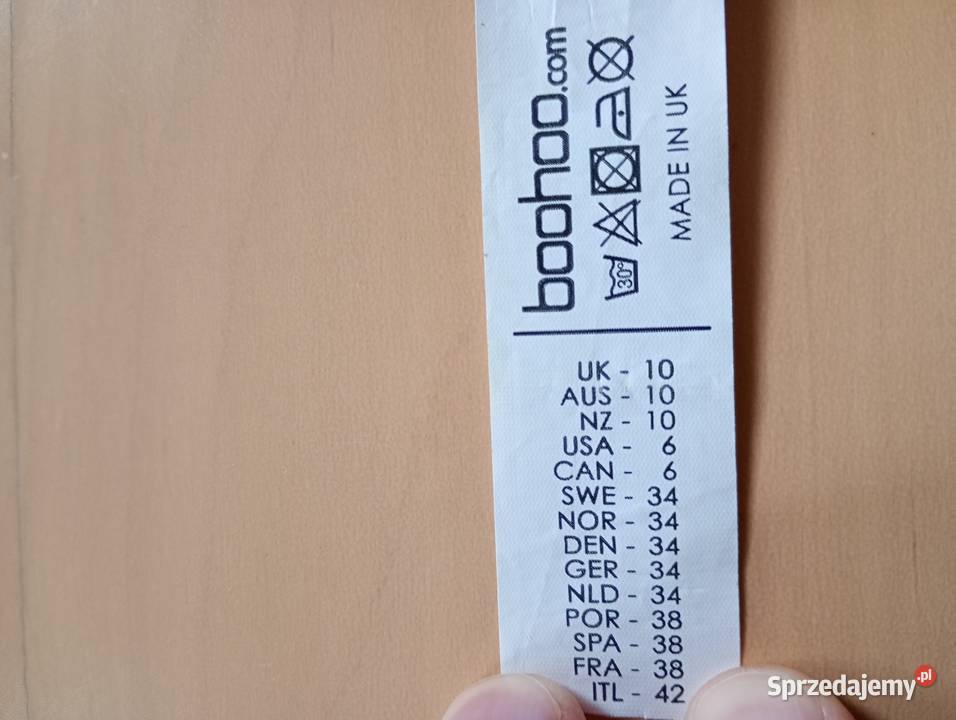 boohoo.com
30°
MADE IN UK
UK - 10
AUS - 10
NZ - 10
USA - 6
CAN - 6
SWE - 34
NOR - 34
DEN - 34
GER - 34
NLD - 34
POR - 38
SPA - 38
FRA - 38
ITL - 42
Sprzedajemy.pl